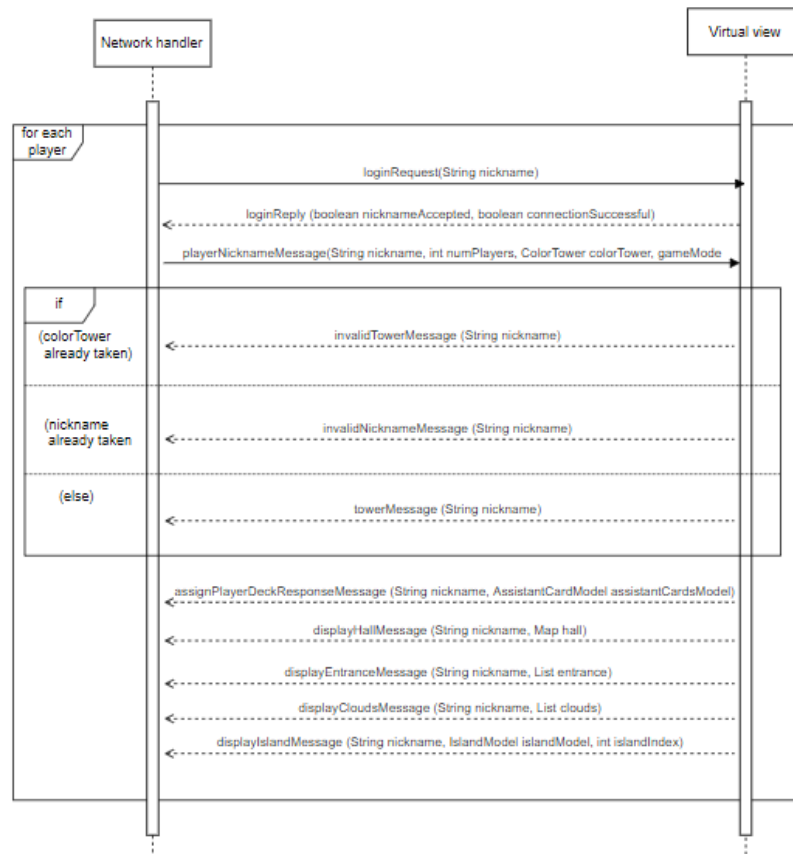 Network handler
Virtual view
for each
player
loginRequest(String nickname)
loginReply (boolean nicknameAccepted, boolean connectionSuccessful)
playerNicknameMessage(String nickname, int numPlayers, ColorTower colorTower, gameMode
if
(colorTower
already taken)
invalidTowerMessage (String nickname)
(nickname
already taken
invalidNicknameMessage (String nickname)
(else)
towerMessage (String nickname)
assignPlayerDeckResponseMessage (String nickname, AssistantCardModel assistantCardsModel)
displayHallMessage (String nickname, Map hall)
displayEntranceMessage (String nickname, List entrance)
displayCloudsMessage (String nickname, List clouds)
displayIslandMessage (String nickname, IslandModel islandModel, int islandIndex)